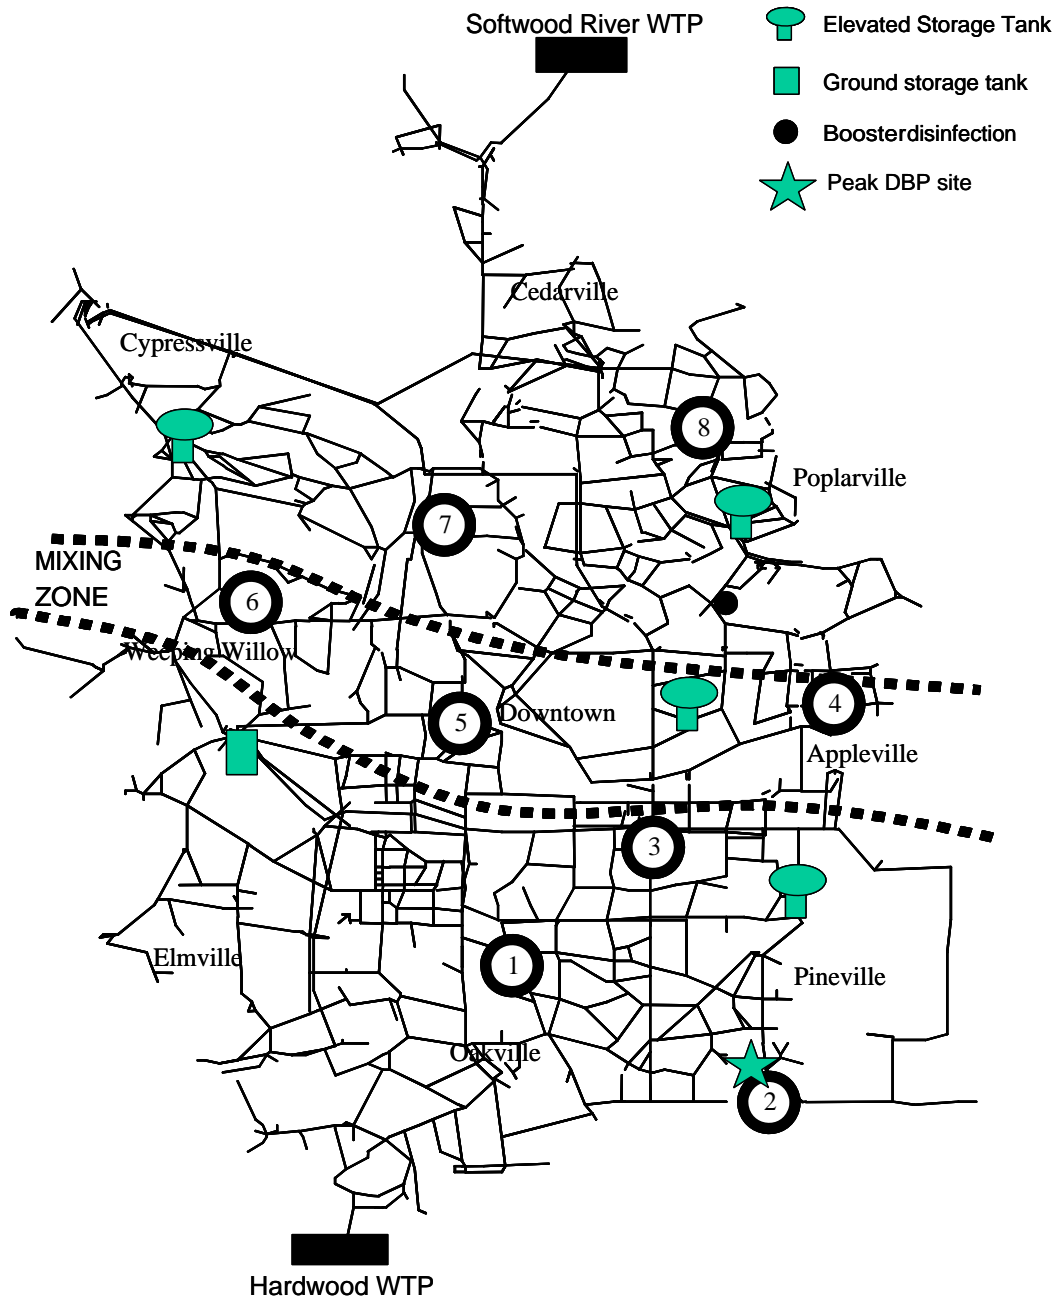 Softwood River WTP
Elevated Storage Tank
Ground storage tank
Boosterdisinfection
Peak DBP site
Cedarville
Cypressville
8
Poplarville
7
MIXING
ZONE
6
Weeping Willow
4
5
Downtown
Appleville
3
Elmville
1
Pineville
Oakville
2
Hardwood WTP